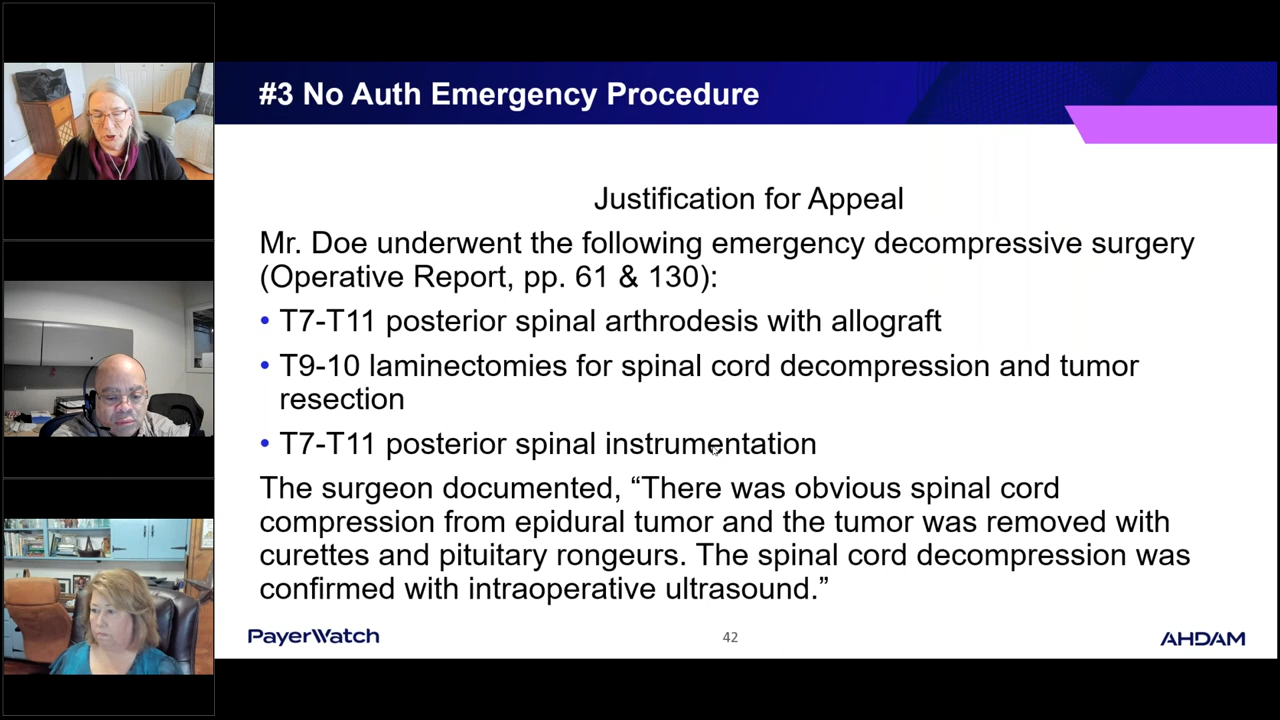 #3 No Auth Emergency Procedure
Justification for Appeal
Mr. Doe underwent the following emergency decompressive surgery
(Operative Report, pp. 61 & 130):
• T7-T11 posterior spinal arthrodesis with allograft
• T9-10 laminectomies for spinal cord decompression and tumor
resection
• T7-T11 posterior spinal instrumentation
The surgeon documented, “There was obvious spinal cord
compression from epidural tumor and the tumor was removed with
curettes and pituitary rongeurs. The spinal cord decompression was
confirmed with intraoperative ultrasound.”
PayerWatch
42
AHDAM